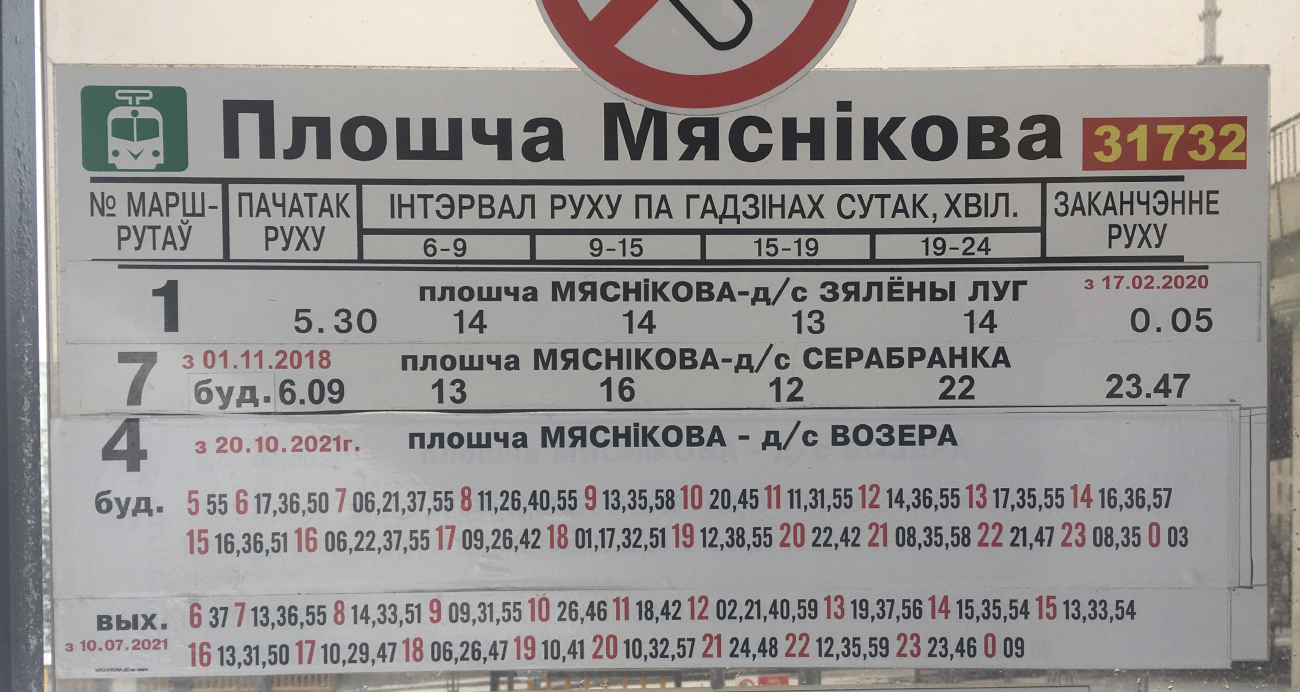 Плошча Мяснікова 31732
№ МАРШ-РУТАЎ ПАЧАТАК РУХУ ІНТЭРВАЛ РУХУ ПА ГАДЗІНАХ СУТАК, ХВІЛ. ЗАКАНЧЭННЕ РУХУ
6-9 9-15 15-19 19-24
1 площча МЯСНіКОВА-д/с ЗЯЛЁНЫ ЛУГ з 17.02.2020
5.30 14 14 13 14 0.05
7 з 01.11.2018 площча МЯСНІКОВА-д/с СЕРАБРАНКА
буд. 6.09 13 16 12 22 23.47
4 з 20.10.2021г. площча МЯСНіКОВА - д/с ВОЗЕРА
буд. 5 55 6 17,36,50 7 06,21,37,55 8 11,26,40,55 9 13,35,58 10 20,45 11 11,31,55 12 14,36,55 13 17,35,55 14 16,36,57
15 16,36,51 16 06,22,37,55 17 09,26,42 18 01,17,32,51 19 12,38,55 20 22,42 21 08,35,58 22 21,47 23 08,35 0 03
вых. 6 37 7 13,36,55 8 14,33,51 9 09,31,55 10 26,46 11 18,42 12 02,21,40,59 13 19,37,56 14 15,35,54 15 13,33,54
з 10.07.2021 16 13,31,50 17 10,29,47 18 06,26,47 19 10,41 20 10,32,57 21 24,48 22 12,35,59 23 23,46 0 09